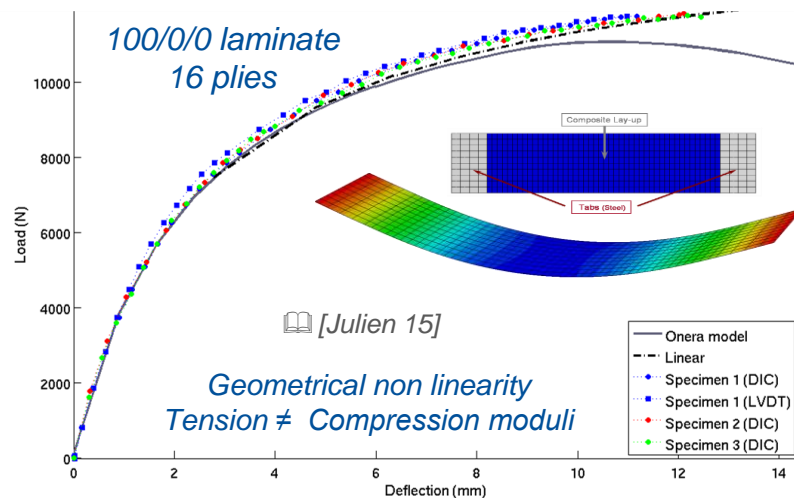 100/0/0 laminate
16 plies
Composite Lay-up
Tabs (Steel)
[Julien 15]
Geometrical non linearity
Tension ≠ Compression moduli
Onera model
Linear
Specimen 1 (DIC)
Specimen 1 (LVDT)
Specimen 2 (DIC)
Specimen 3 (DIC)
Load (N)
10000
8000
6000
4000
2000
0
0 2 4 6 8 10 12 14
Deflection (mm)